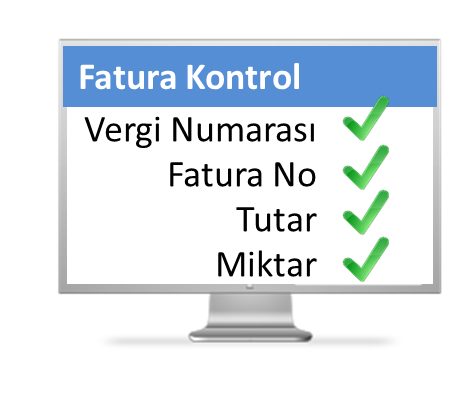 Fatura Kontrol
Vergi Numarası
Fatura No
Tutar
Miktar